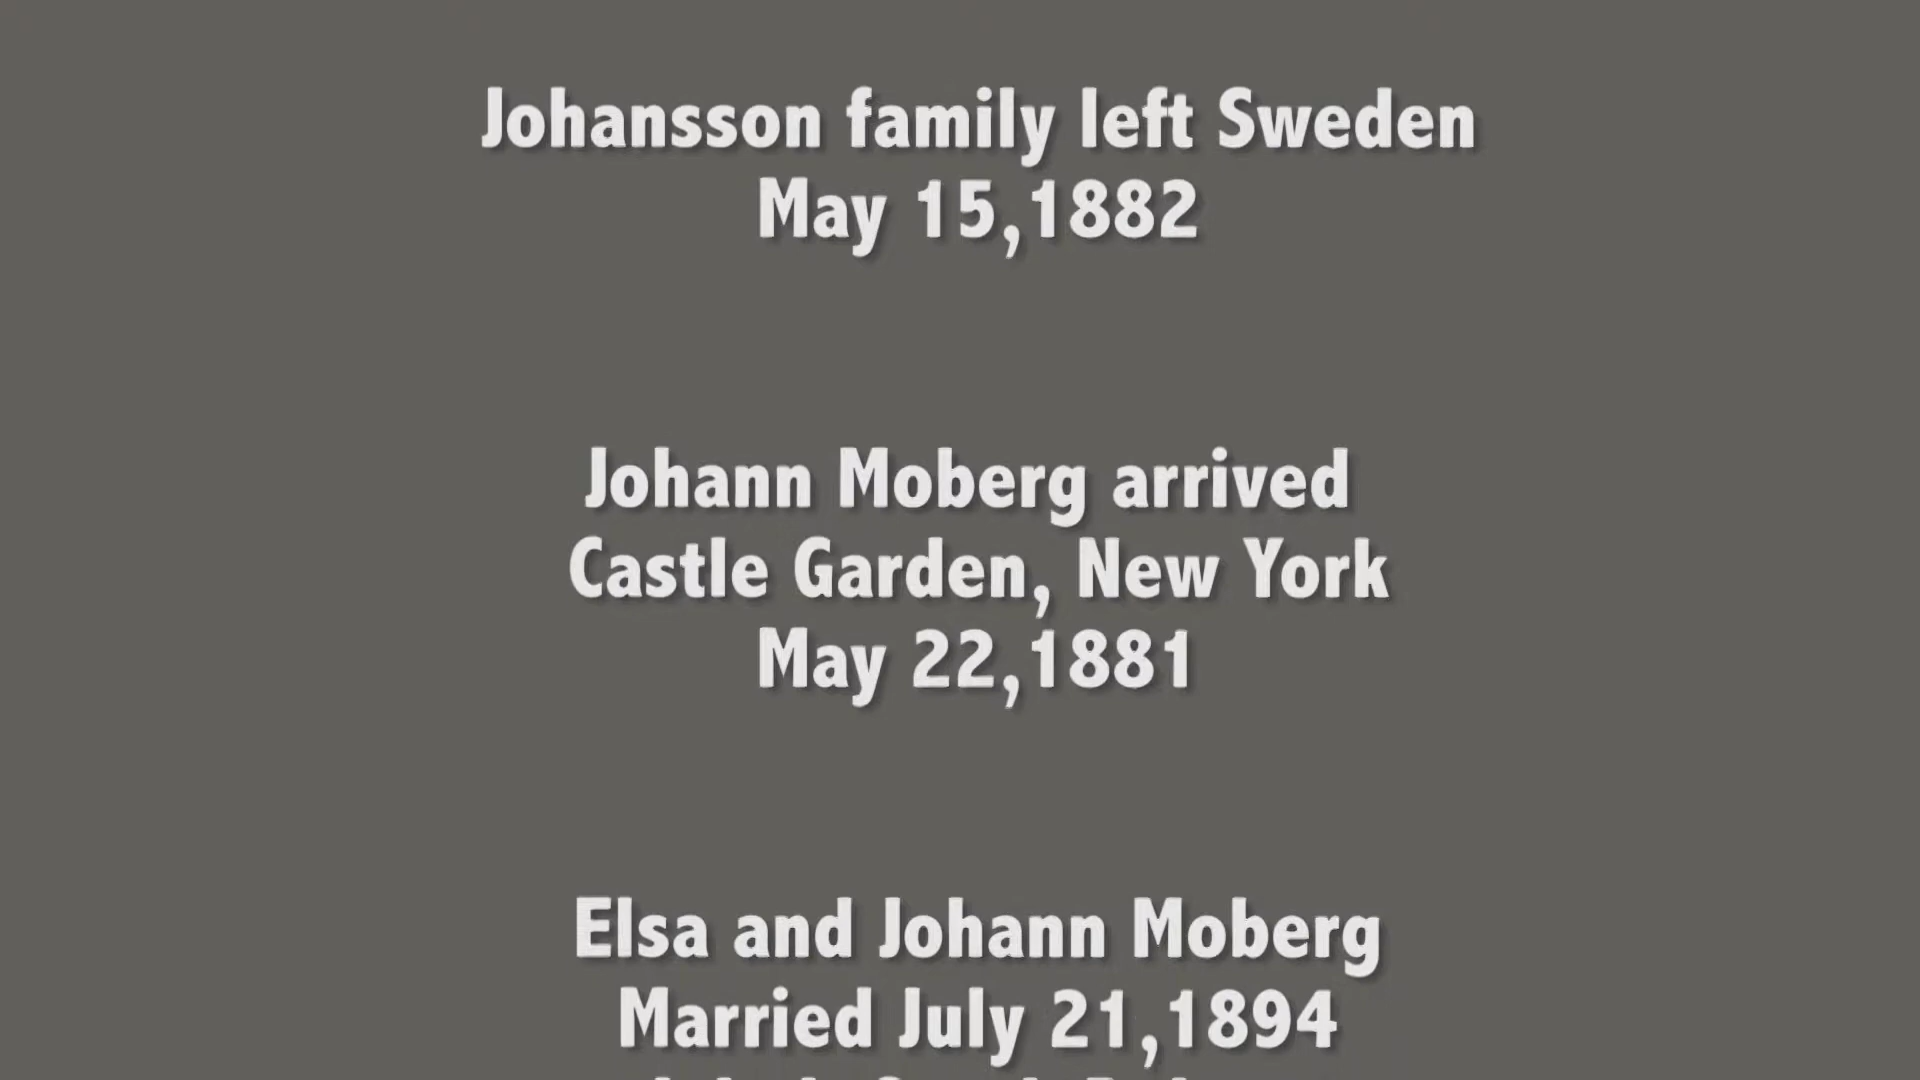 Johansson family left Sweden
May 15,1882
Johann Moberg arrived
Castle Garden, New York
May 22,1881
Elsa and Johann Moberg
Married July 21,1894